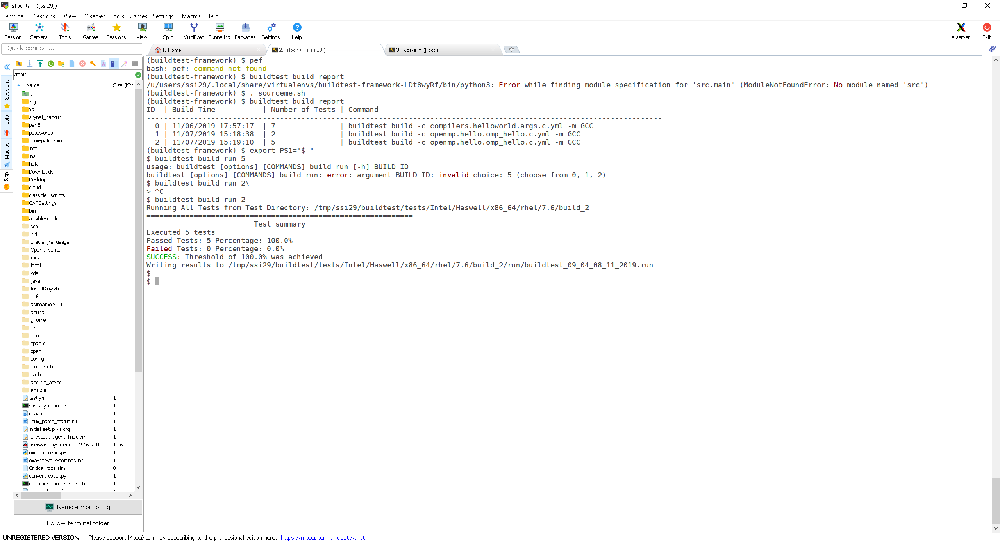 lsfportal1 ([ssi29])
Terminal Sessions View X server Tools Games Settings Macros Help
Session Servers Tools Games Sessions View Split MultiExec Tunneling Packages Settings Help X server Exit
Quick connect...
1. Home
2. lsfportal1 ([ssi29])
3. rdcs-sim ([root])
Sessions
Tools
Macros
Scp
/root/
Name Size (KB)
..
zej
xdi
skynet_backup
perl5
passwords
linux-patch-work
intel
ins
hulk
Downloads
Desktop
cloud
classifier-scripts
CATSettings
bin
ansible-work
.ssh
.pki
.oracle_jre_usage
.Open Inventor
.mozilla
.local
.kde
.java
.InstallAnywhere
.gvfs
.gstreamer-0.10
.gnupg
.gnome
.emacs.d
.dbus
.cpanm
.cpan
.config
.clusterssh
.cache
.ansible_async
.ansible
test.yml 1
ssh-keyscanner.sh 1
sna.txt 1
linux_patch_status.txt 1
initial-setup-ks.cfg 1
forescout_agent_linux.yml 1
firmware-system-u38-2.16_2019_... 10 693
excel_convert.py 1
exa-network-settings.txt 1
Critical.rdcs-sim 0
convert_excel.py 1
classifier_run_crontab.sh 1
anaconda-ks.cfg 1
Remote monitoring
Follow terminal folder
(buildtest-framework) $ pef
bash: pef: command not found
(buildtest-framework) $ buildtest build report
/u/users/ssi29/.local/share/virtualenvs/buildtest-framework-LDt8wyRf/bin/python3: Error while finding module specification for 'src.main' (ModuleNotFoundError: No module named 'src')
(buildtest-framework) $ . sourceme.sh
(buildtest-framework) $ buildtest build report
ID | Build Time | Number of Tests | Command
------------------------------------------------------------------------------------------------------------------------
0 | 11/06/2019 17:57:17 | 7 | buildtest build -c compilers.helloworld.args.c.yml -m GCC
1 | 11/07/2019 15:18:38 | 2 | buildtest build -c openmp.hello.omp_hello.c.yml -m GCC
2 | 11/07/2019 15:19:10 | 5 | buildtest build -c openmp.hello.omp_hello.c.yml -m GCC
(buildtest-framework) $ export PS1="$ "
$ buildtest build run 5
usage: buildtest [options] [COMMANDS] build run [-h] BUILD ID
buildtest [options] [COMMANDS] build run: error: argument BUILD ID: invalid choice: 5 (choose from 0, 1, 2)
$ buildtest build run 2\
> ^C
$ buildtest build run 2
Running All Tests from Test Directory: /tmp/ssi29/buildtest/tests/Intel/Haswell/x86_64/rhel/7.6/build_2
==============================================================
Test summary
Executed 5 tests
Passed Tests: 5 Percentage: 100.0%
Failed Tests: 0 Percentage: 0.0%
SUCCESS: Threshold of 100.0% was achieved
Writing results to /tmp/ssi29/buildtest/tests/Intel/Haswell/x86_64/rhel/7.6/build_2/run/buildtest_09_04_08_11_2019.run
$
$
UNREGISTERED VERSION - Please support MobaXterm by subscribing to the professional edition here: https://mobaxterm.mobatek.net